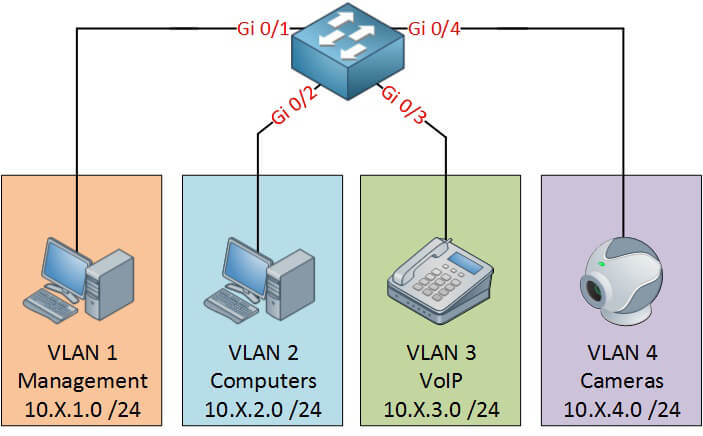 Gi 0/1
Gi 0/4
Gi 0/2
Gi 0/3
VLAN 1
Management
10.X.1.0 /24
VLAN 2
Computers
10.X.2.0 /24
VLAN 3
VoIP
10.X.3.0 /24
VLAN 4
Cameras
10.X.4.0 /24